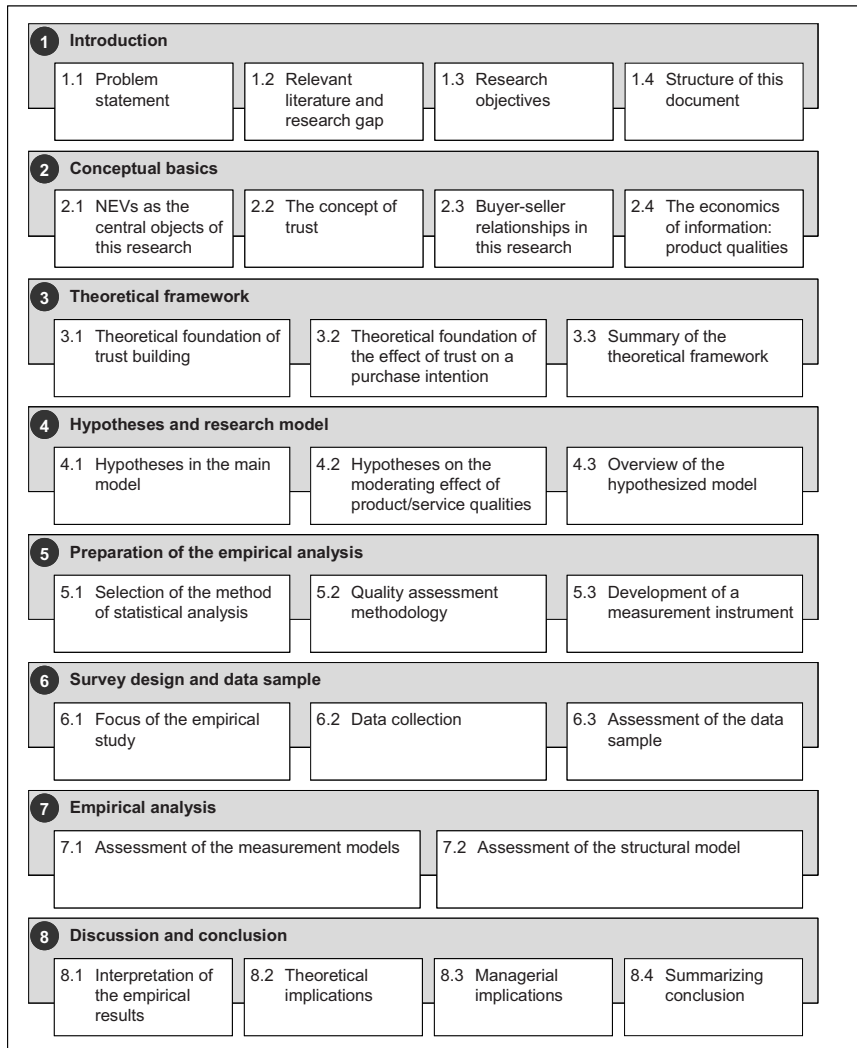 1 Introduction
1.1 Problem
statement
1.2 Relevant
literature and
research gap
1.3 Research
objectives
1.4 Structure of this
document
2 Conceptual basics
2.1 NEVs as the
central objects of
this research
2.2 The concept of
trust
2.3 Buyer-seller
relationships in
this research
2.4 The economics
of information:
product qualities
3 Theoretical framework
3.1 Theoretical foundation of
trust building
3.2 Theoretical foundation of
the effect of trust on a
purchase intention
3.3 Summary of the
theoretical framework
4 Hypotheses and research model
4.1 Hypotheses in the main
model
4.2 Hypotheses on the
moderating effect of
product/service qualities
4.3 Overview of the
hypothesized model
5 Preparation of the empirical analysis
5.1 Selection of the method
of statistical analysis
5.2 Quality assessment
methodology
5.3 Development of a
measurement instrument
6 Survey design and data sample
6.1 Focus of the empirical
study
6.2 Data collection
6.3 Assessment of the data
sample
7 Empirical analysis
7.1 Assessment of the measurement models
7.2 Assessment of the structural model
8 Discussion and conclusion
8.1 Interpretation of
the empirical
results
8.2 Theoretical
implications
8.3 Managerial
implications
8.4 Summarizing
conclusion